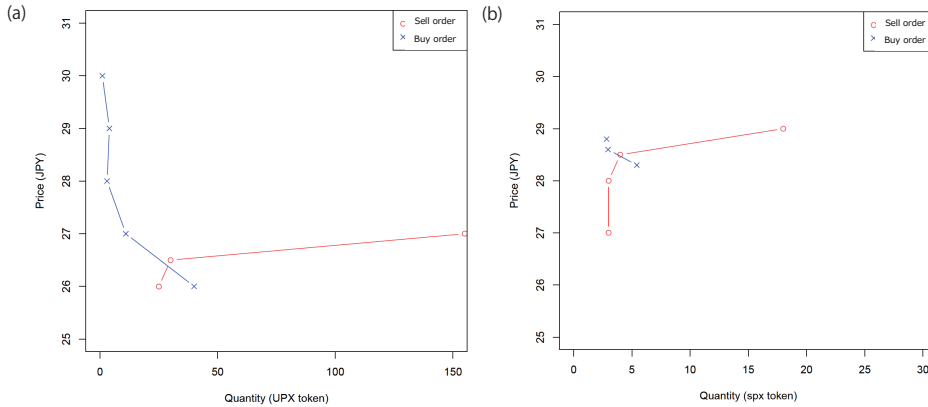 (a)
Sell order
Buy order
31
30
29
28
27
26
25
Price (JPY)
0
50
100
150
Quantity (UPX token)
(b)
Sell order
Buy order
31
30
29
28
27
26
25
Price (JPY)
0
5
10
15
20
25
30
Quantity (spx token)